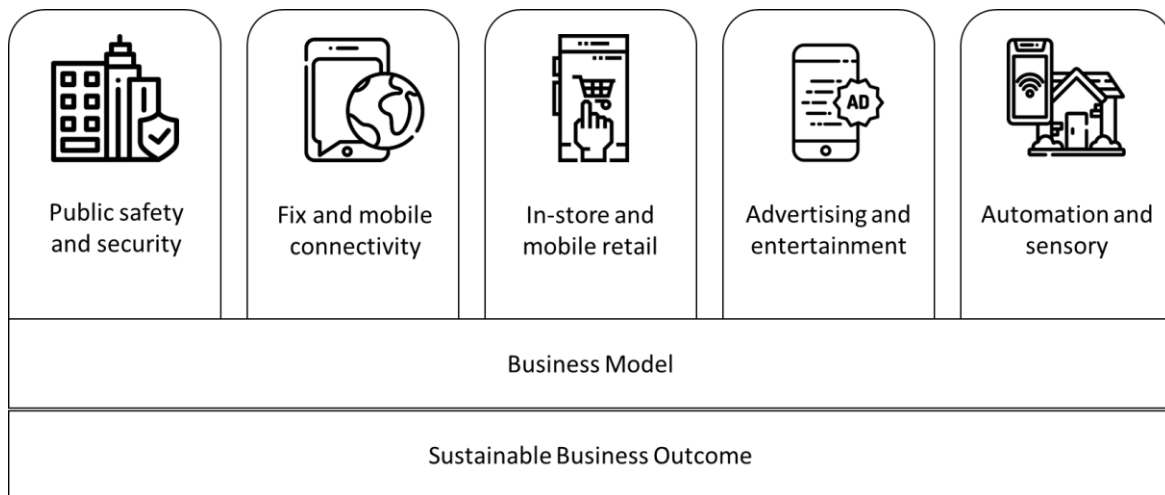 AD
Public safety
and security
Fix and mobile
connectivity
In-store and
mobile retail
Advertising and
entertainment
Automation and
sensory
Business Model
Sustainable Business Outcome